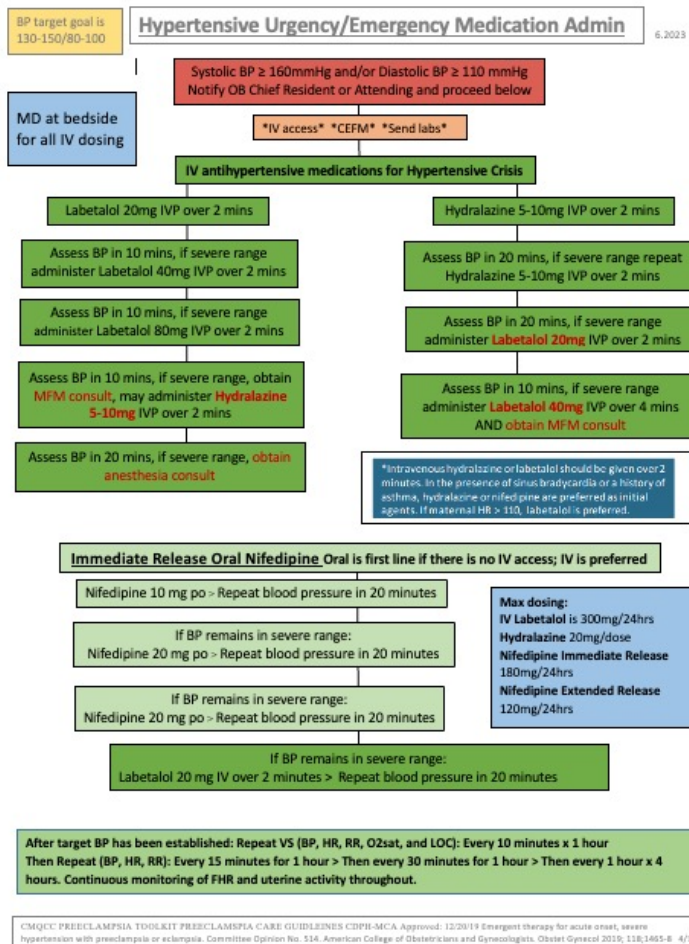 BP target goal is
130-150/80-100
Hypertensive Urgency/Emergency Medication Admin
6.2023
Systolic BP ≥ 160mmHg and/or Diastolic BP ≥ 110 mmHg
Notify OB Chief Resident or Attending and proceed below
MD at bedside
for all IV dosing
*IV access* *CEFM* *Send labs*
IV antihypertensive medications for Hypertensive Crisis
Labetalol 20mg IVP over 2 mins
Assess BP in 10 mins, if severe range
administer Labetalol 40mg IVP over 2 mins
Assess BP in 10 mins, if severe range
administer Labetalol 80mg IVP over 2 mins
Assess BP in 10 mins, if severe range, obtain
MFM consult, may administer Hydralazine
5-10mg IVP over 2 mins
Assess BP in 20 mins, if severe range, obtain
anesthesia consult
Hydralazine 5-10mg IVP over 2 mins
Assess BP in 20 mins, if severe range repeat
Hydralazine 5-10mg IVP over 2 mins
Assess BP in 20 mins, if severe range
administer Labetalol 20mg IVP over 2 mins
Assess BP in 10 mins, if severe range
administer Labetalol 40mg IVP over 4 mins
AND obtain MFM consult
*Intravenous hydralazine or labetalol should be given over 2
minutes. In the presence of sinus bradycardia or a history of
asthma, hydralazine or nifedipine are preferred as initial
agents. If maternal HR > 110, labetalol is preferred.
Immediate Release Oral Nifedipine Oral is first line if there is no IV access; IV is preferred
Nifedipine 10 mg po > Repeat blood pressure in 20 minutes
If BP remains in severe range:
Nifedipine 20 mg po > Repeat blood pressure in 20 minutes
If BP remains in severe range:
Nifedipine 20 mg po > Repeat blood pressure in 20 minutes
If BP remains in severe range:
Labetalol 20 mg IV over 2 minutes > Repeat blood pressure in 20 minutes
Max dosing:
IV Labetalol is 300mg/24hrs
Hydralazine 20mg/dose
Nifedipine Immediate Release
180mg/24hrs
Nifedipine Extended Release
120mg/24hrs
After target BP has been established: Repeat VS (BP, HR, RR, O2sat, and LOC): Every 10 minutes x 1 hour
Then Repeat (BP, HR, RR): Every 15 minutes for 1 hour > Then every 30 minutes for 1 hour > Then every 1 hour x 4
hours. Continuous monitoring of FHR and uterine activity throughout.
CMQCC PREECLAMPSIA TOOLKIT PREECLAMSPIA CARE GUIDLEINES CDPH-MCA Approved: 12/20/19 Emergent therapy for acute onset, severe
hypertension with preeclampsia or eclampsia. Committee Opinion No. 514. American College of Obstetricians and Gynecologists. Obstet Gynecol 2019; 118;1465-8